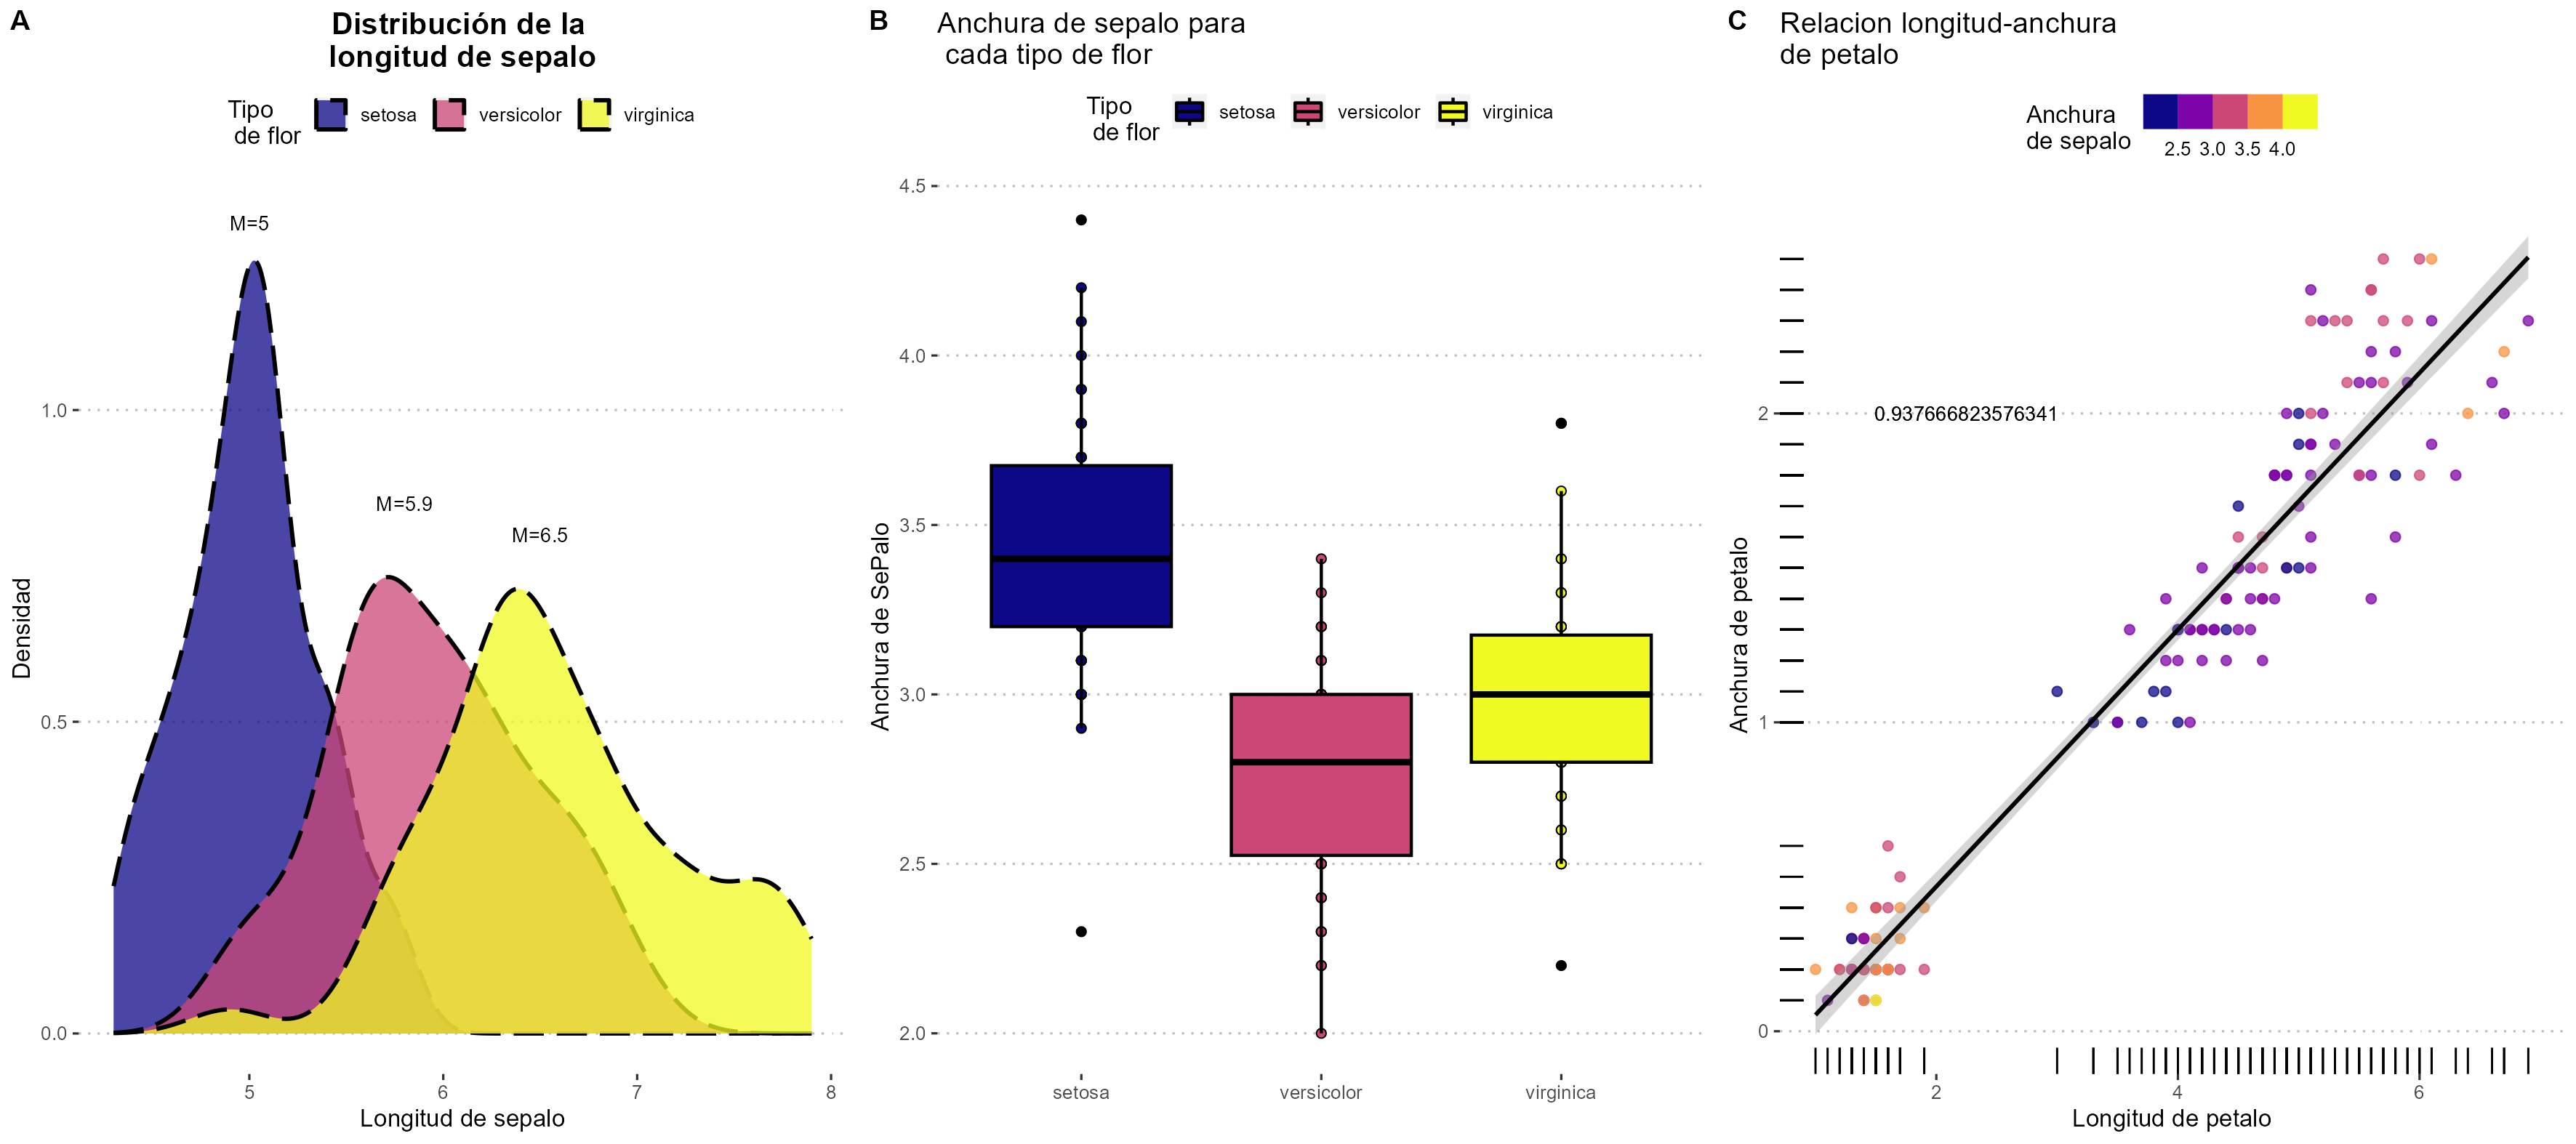 A
Distribución de la
longitud de sepalo
Tipo
de flor
setosa
versicolor
virginica
M=5
M=5.9
M=6.5
Densidad
1.0
0.5
0.0
5
6
7
8
Longitud de sepalo
B
Anchura de sepalo para
cada tipo de flor
Tipo
de flor
setosa
versicolor
virginica
Anchura de SePalo
4.5
4.0
3.5
3.0
2.5
2.0
setosa
versicolor
virginica
C
Relacion longitud-anchura
de petalo
Anchura
de sepalo
2.5 3.0 3.5 4.0
0.937666823576341
Anchura de petalo
2
1
0
2
4
6
Longitud de petalo